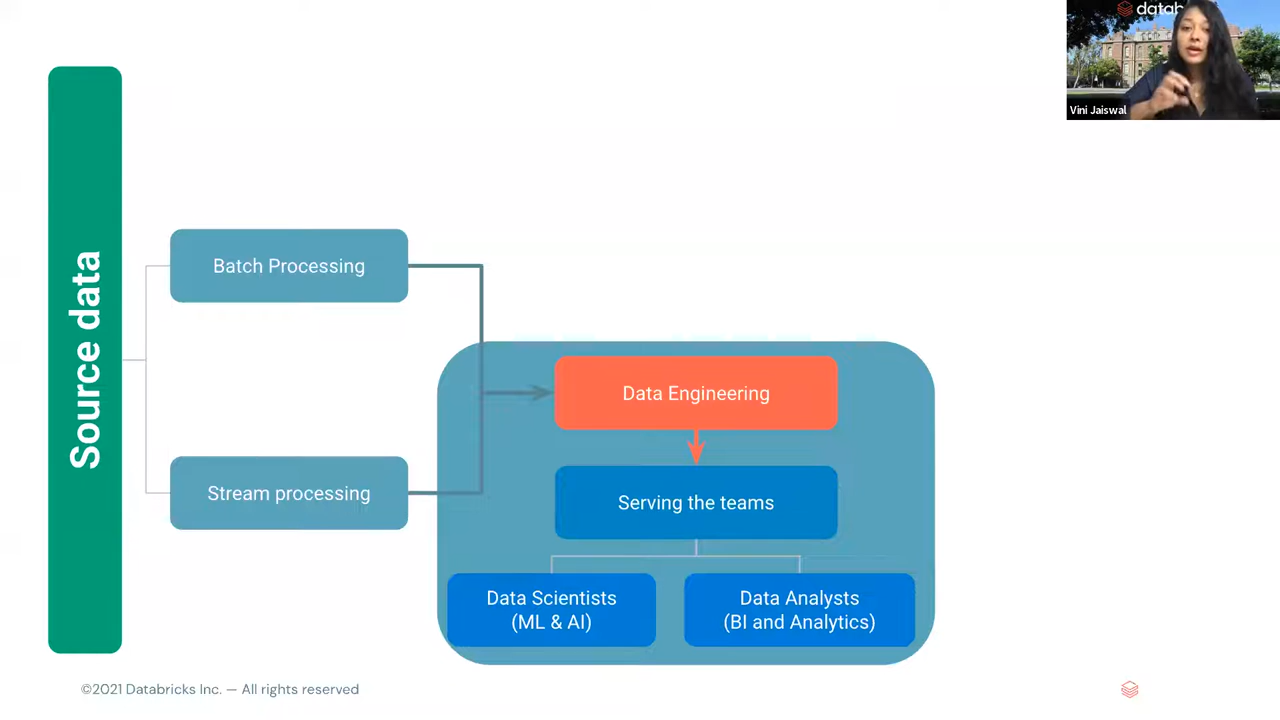 Source data
Batch Processing
Stream processing
Data Engineering
Serving the teams
Data Scientists
(ML & AI)
Data Analysts
(BI and Analytics)
Vini Jaiswal
©2021 Databricks Inc. — All rights reserved